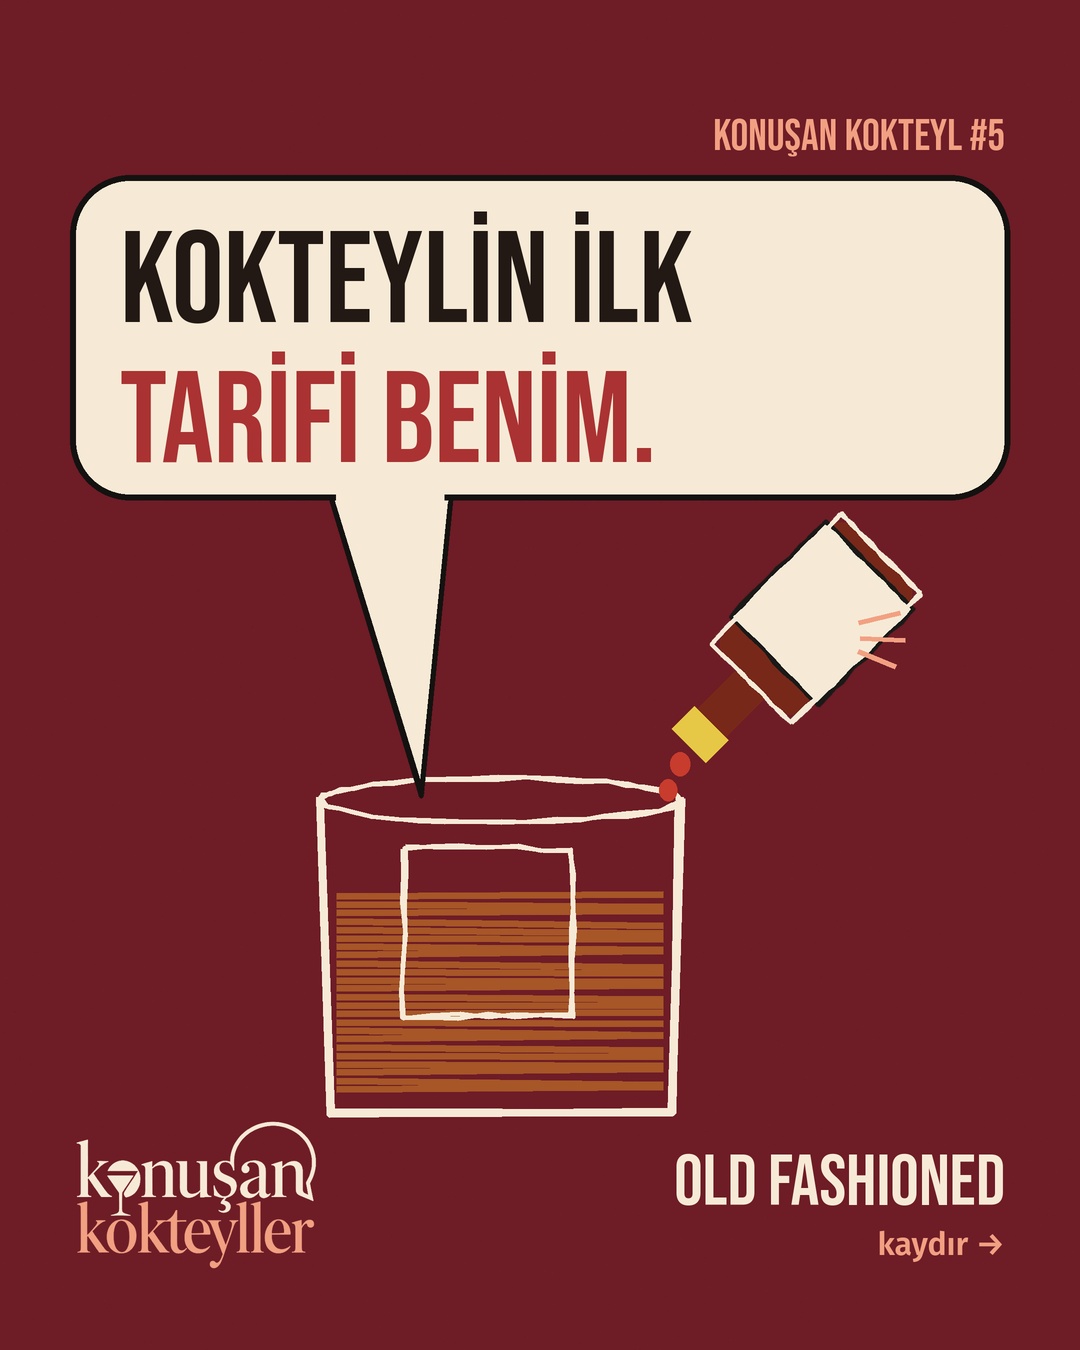 KONUŞAN KOKTEYL #5
KOKTEYLİN İLK
TARİFİ BENİM.
konuşan
kokteyller
OLD FASHIONED
kaydır →